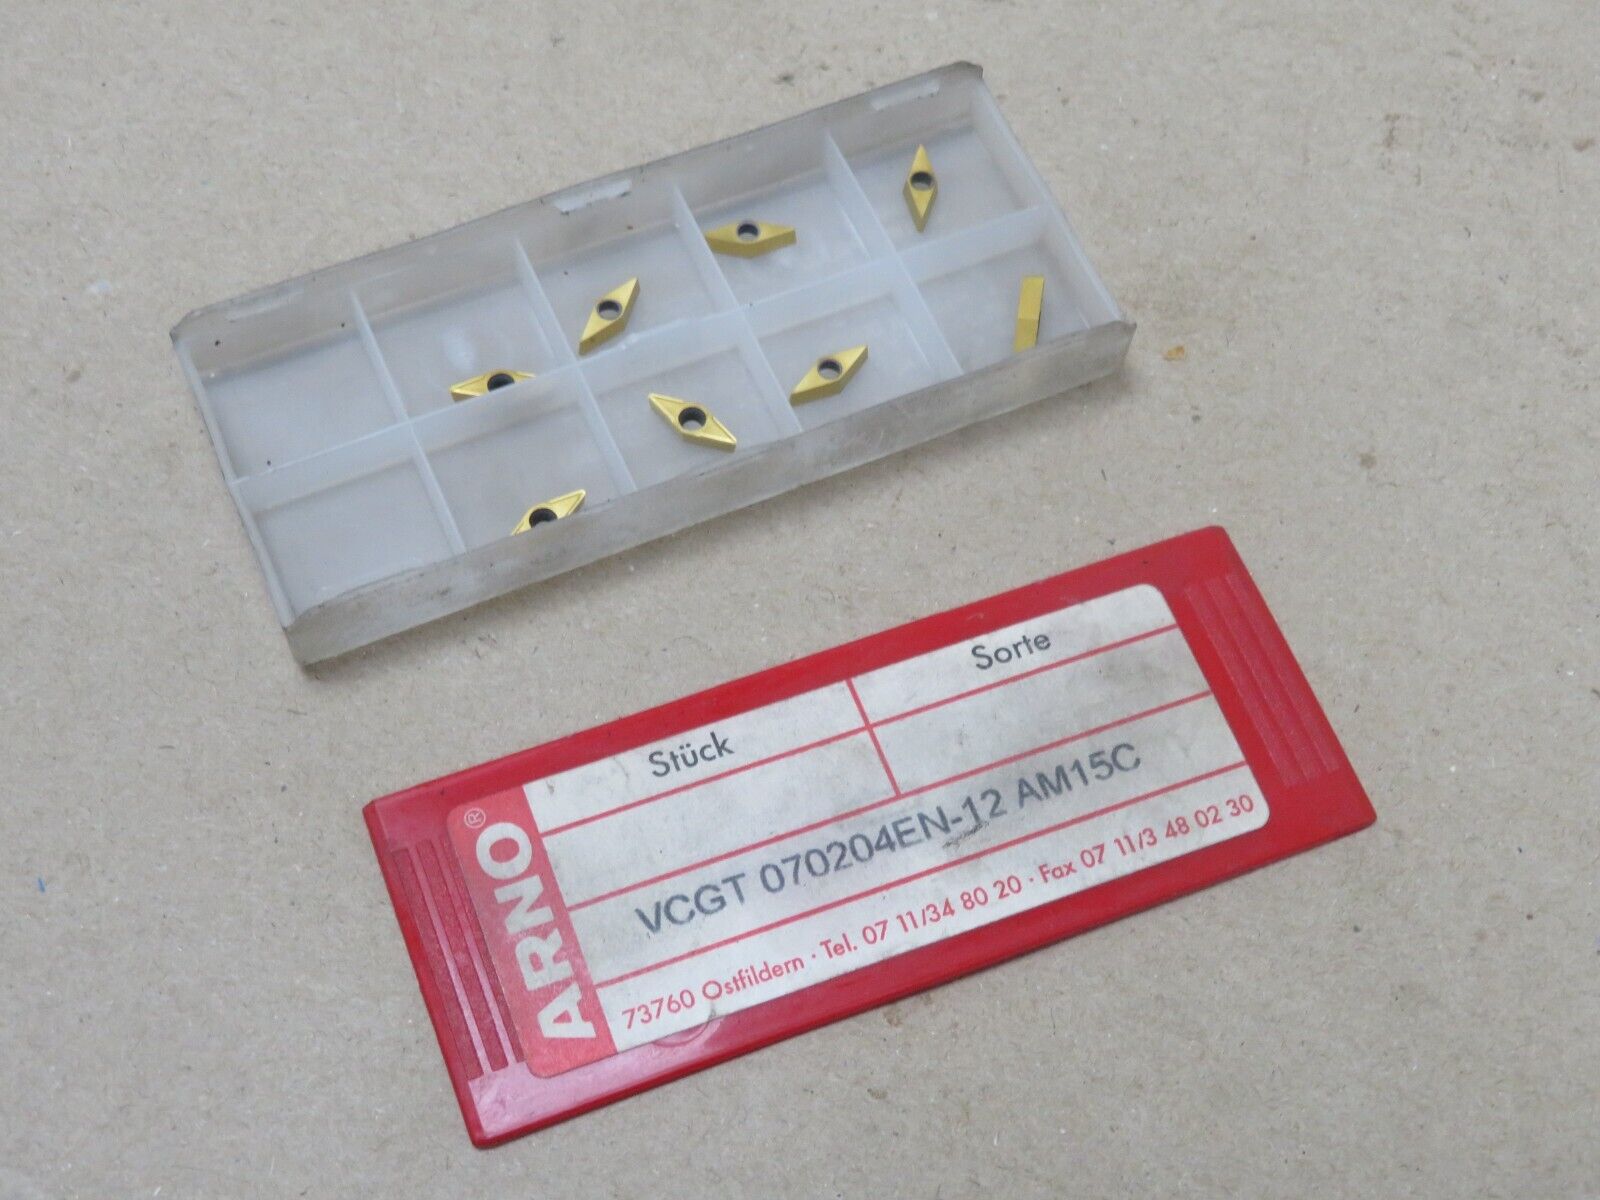 ARNO®
Stück Sorte
VCGT 070204EN-12 AM15C
73760 Ostfildern · Tel. 07 11/34 80 20 · Fax 07 11/3 48 02 30